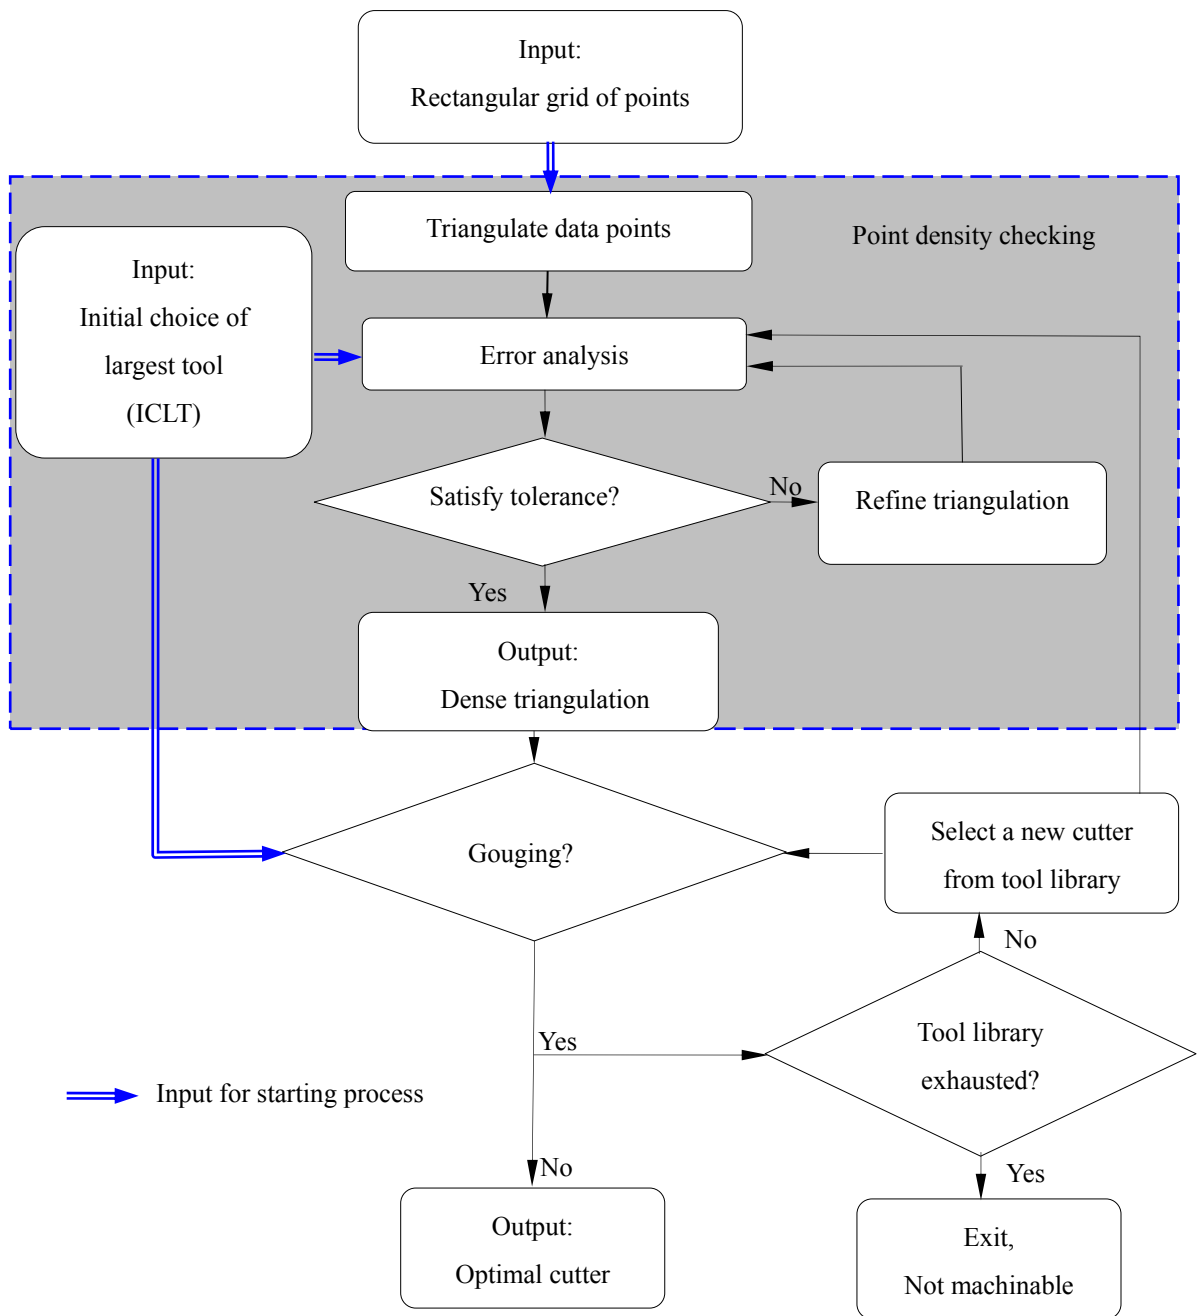 Input:
Rectangular grid of points
Triangulate data points
Point density checking
Input:
Initial choice of
largest tool
(ICLT)
Error analysis
Satisfy tolerance?
No
Refine triangulation
Yes
Output:
Dense triangulation
Gouging?
Select a new cutter
from tool library
No
Yes
Tool library
exhausted?
Input for starting process
No
Yes
Output:
Optimal cutter
Exit,
Not machinable